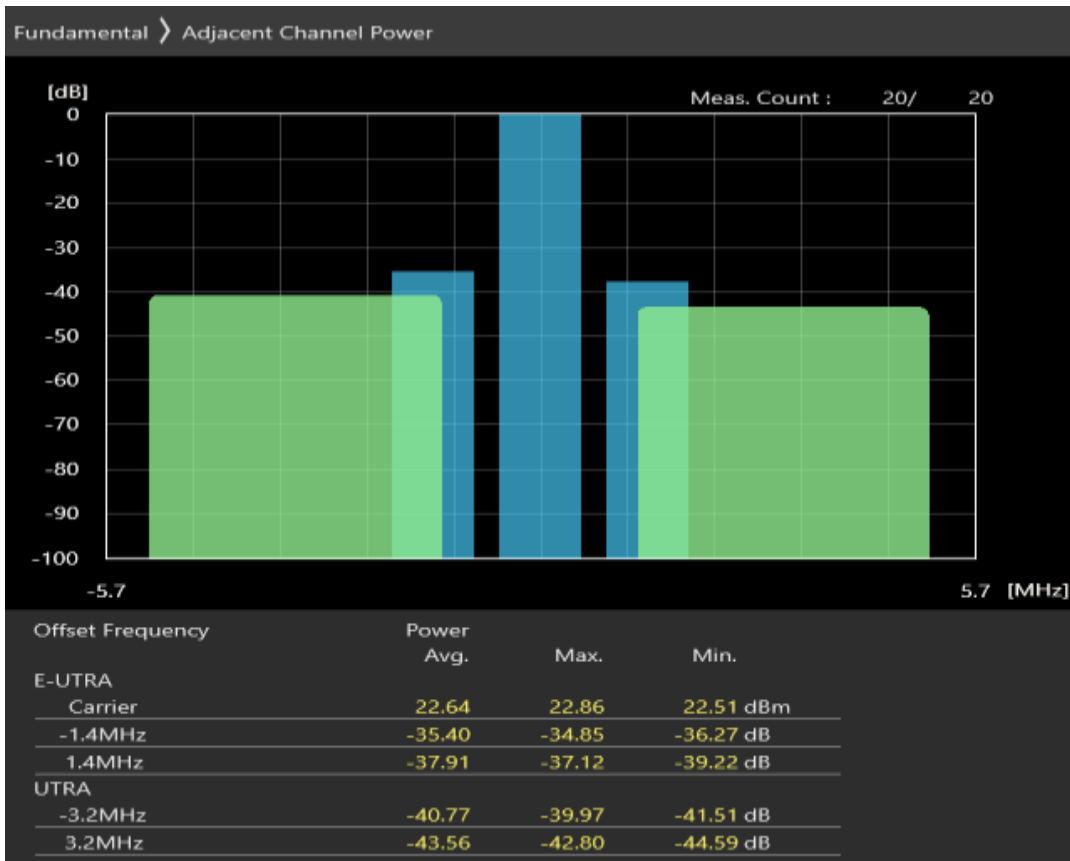 Fundamental 〉 Adjacent Channel Power
[dB]
Meas. Count : 20/ 20
0
-10
-20
-30
-40
-50
-60
-70
-80
-90
-100
-5.7 5.7 [MHz]
Offset Frequency Power
Avg. Max. Min.
E-UTRA
Carrier 22.64 22.86 22.51 dBm
-1.4MHz -35.40 -34.85 -36.27 dB
1.4MHz -37.91 -37.12 -39.22 dB
UTRA
-3.2MHz -40.77 -39.97 -41.51 dB
3.2MHz -43.56 -42.80 -44.59 dB